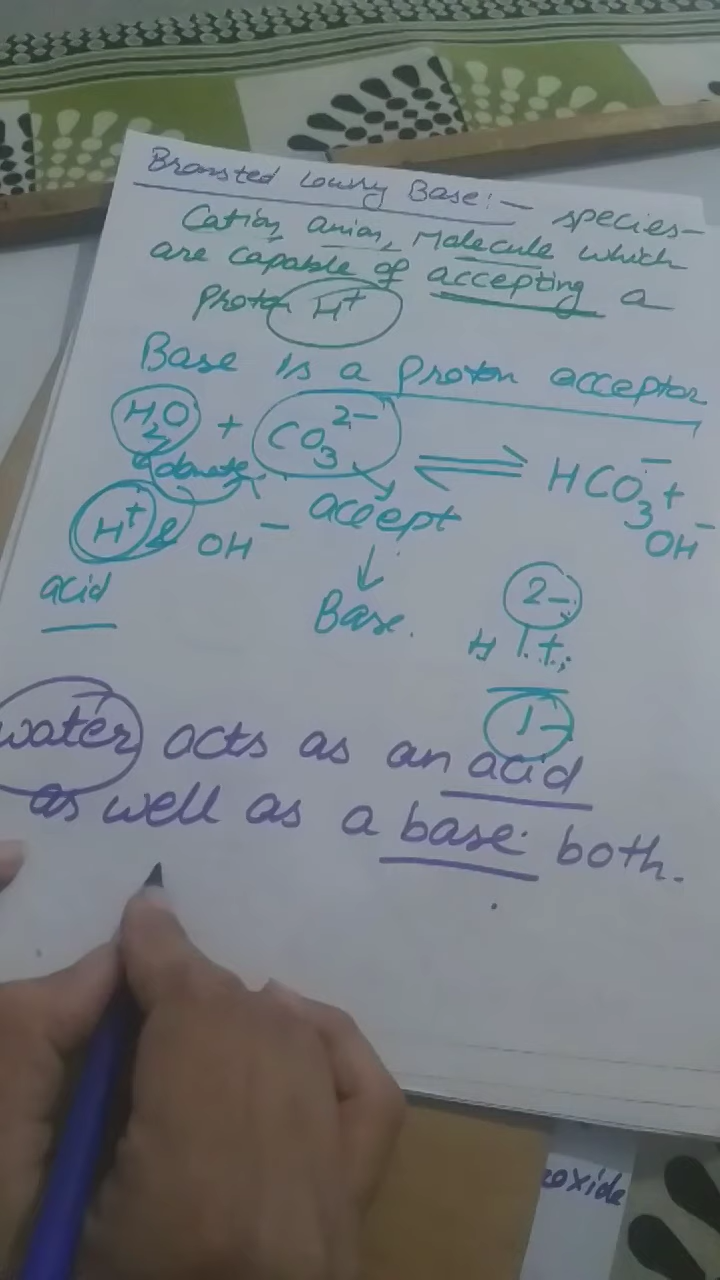 Bronsted Lowry Base:- species-
Cation, anion, Molecule which
are capable of accepting a
proton H+
Base is a proton acceptor
H2O + CO3 2- ⇌ HCO3- +
OH-
donate
H+ & OH-
accept
↓
acid
Base.
2-
1+
1-
water acts as an acid
as well as a base both.
oxide